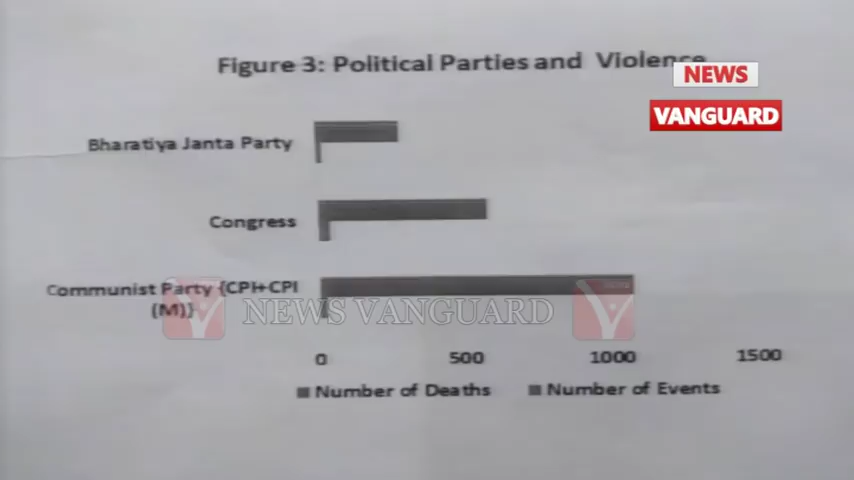 Figure 3: Political Parties and Violence
NEWS
VANGUARD
Bharatiya Janta Party
Congress
Communist Party {CPI+CPI
(M)}
NEWS VANGUARD
0 500 1000 1500
Number of Deaths Number of Events